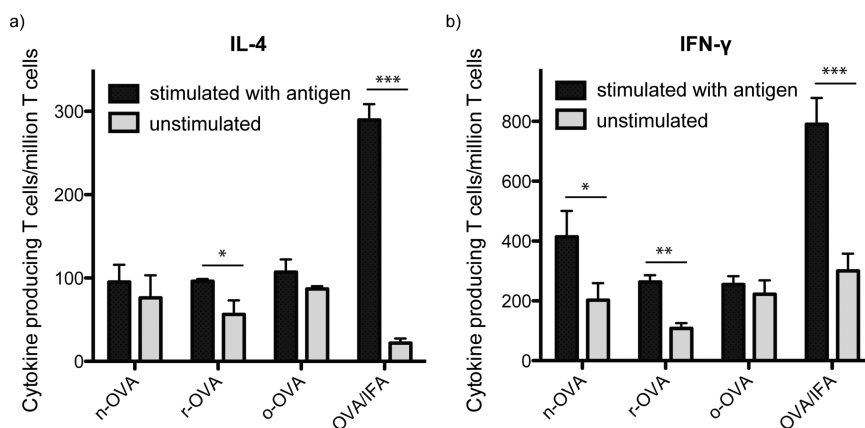 a)
IL-4
Cytokine producing T cells/million T cells
300
200
100
0
stimulated with antigen
unstimulated
*
***
n-OVA
r-OVA
o-OVA
OVA/IFA
b)
IFN-γ
Cytokine producing T cells/million T cells
800
600
400
200
0
stimulated with antigen
unstimulated
*
**
***
n-OVA
r-OVA
o-OVA
OVA/IFA